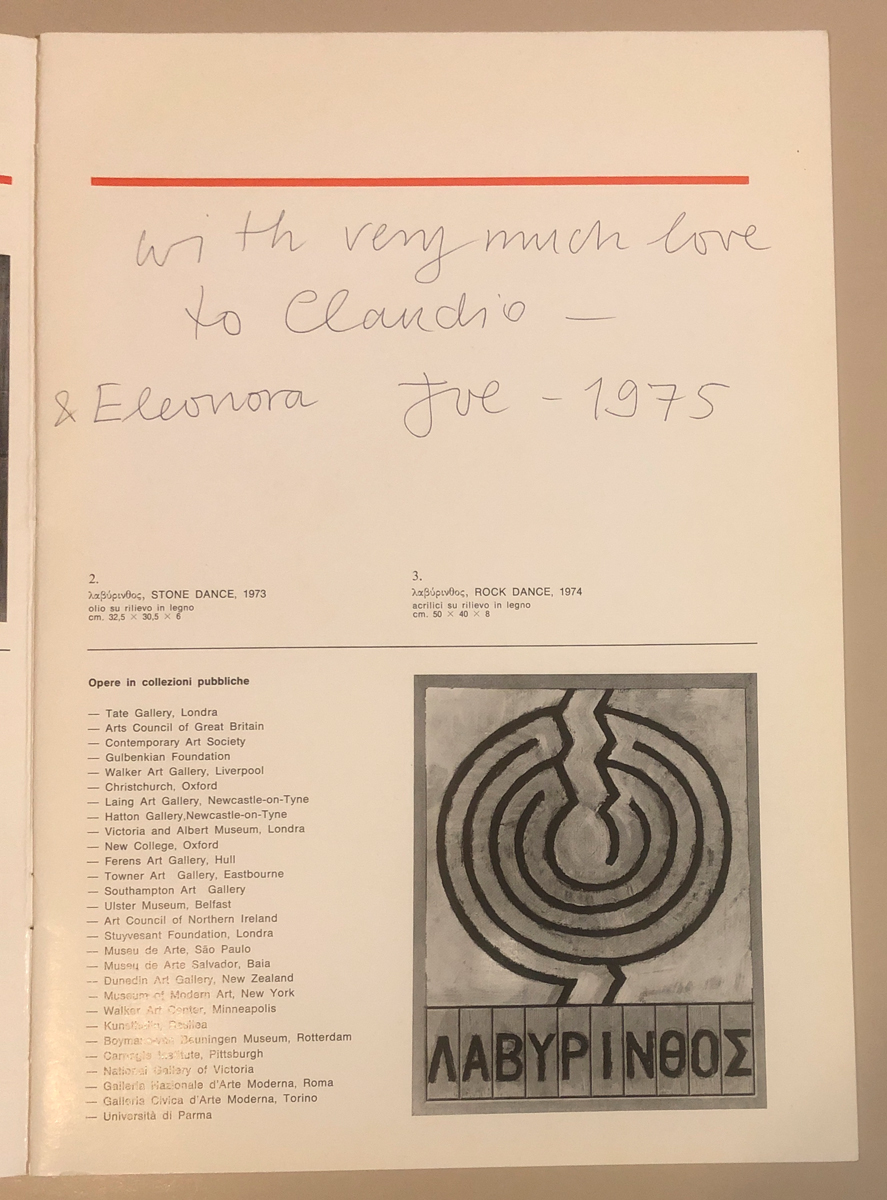 with very much love
to Claudio —
& Eleonora Joe - 1975
2.
λαβύρινθος, STONE DANCE, 1973
olio su rilievo in legno
cm. 32,5 × 30,5 × 6
3.
λαβύρινθος, ROCK DANCE, 1974
acrilici su rilievo in legno
cm. 50 × 40 × 8
Opere in collezioni pubbliche
— Tate Gallery, Londra
— Arts Council of Great Britain
— Contemporary Art Society
— Gulbenkian Foundation
— Walker Art Gallery, Liverpool
— Christchurch, Oxford
— Laing Art Gallery, Newcastle-on-Tyne
— Hatton Gallery,Newcastle-on-Tyne
— Victoria and Albert Museum, Londra
— New College, Oxford
— Ferens Art Gallery, Hull
— Towner Art Gallery, Eastbourne
— Southampton Art Gallery
— Ulster Museum, Belfast
— Art Council of Northern Ireland
— Stuyvesant Foundation, Londra
— Museu de Arte, São Paulo
— Museu de Arte Salvador, Baia
— Dunedin Art Gallery, New Zealand
— Museum of Modern Art, New York
— Walker Art Center, Minneapolis
—
— Boymans-von Beuningen Museum, Rotterdam
— Carnegie Institute, Pittsburgh
— National Gallery of Victoria
— Galleria Nazionale d'Arte Moderna, Roma
— Galleria Civica d'Arte Moderna, Torino
— Università di Parma
ΛΑΒΥΡΙΝΘΟΣ